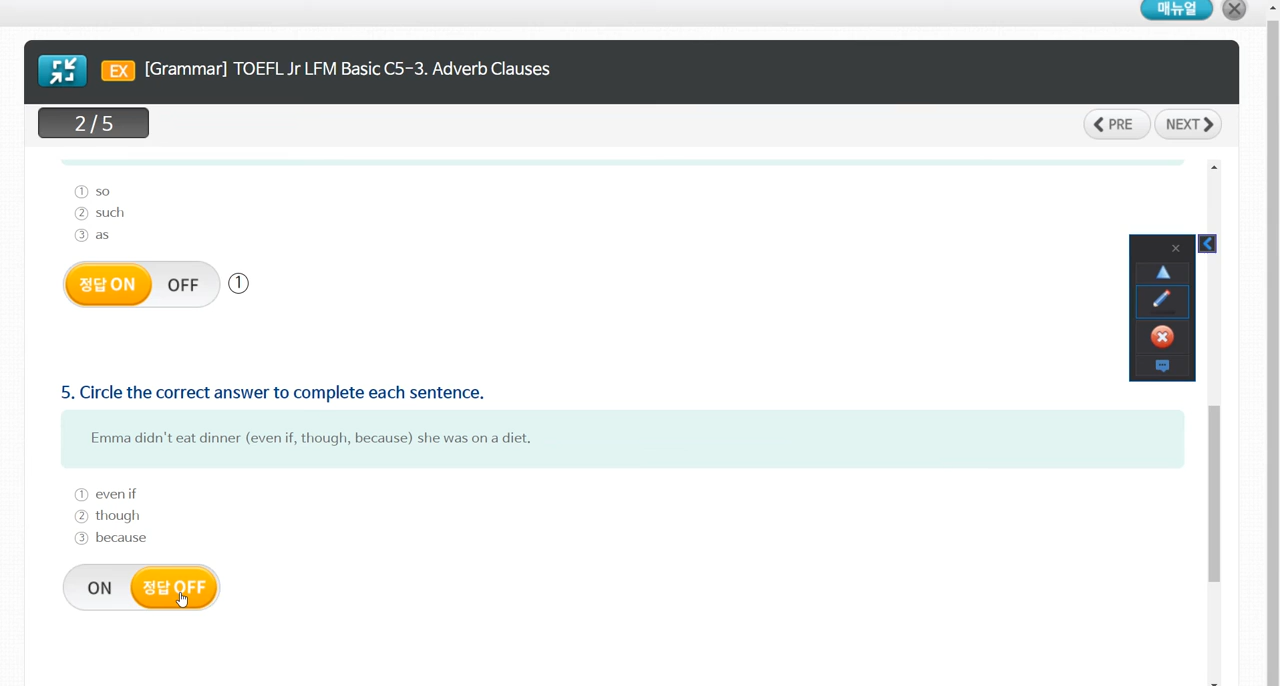 매뉴얼
EX [Grammar] TOEFL Jr LFM Basic C5-3. Adverb Clauses
2 / 5
PRE
NEXT
① so
② such
③ as
정답 ON OFF ①
5. Circle the correct answer to complete each sentence.
Emma didn't eat dinner (even if, though, because) she was on a diet.
① even if
② though
③ because
ON 정답 OFF